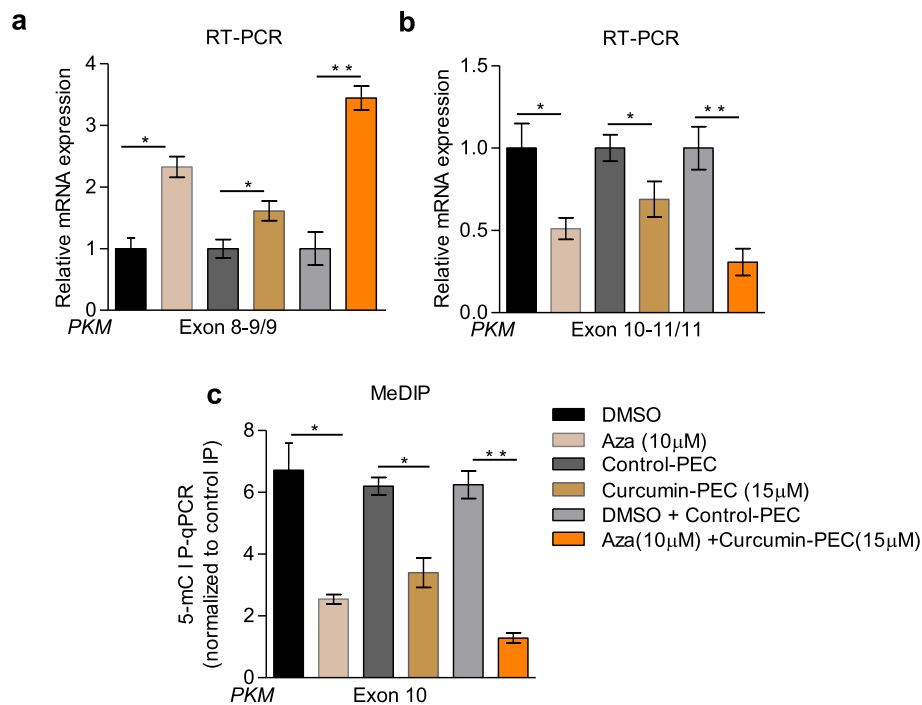 a
RT-PCR
Relative mRNA expression
4
3
2
1
0
*
*
* *
PKM
Exon 8-9/9
b
RT-PCR
Relative mRNA expression
1.5
1.0
0.5
0.0
*
*
* *
PKM
Exon 10-11/11
c
MeDIP
5-mC IP-qPCR
(normalized to control IP)
8
6
4
2
0
*
*
* *
PKM
Exon 10
DMSO
Aza (10μM)
Control-PEC
Curcumin-PEC (15μM)
DMSO + Control-PEC
Aza(10μM) +Curcumin-PEC(15μM)